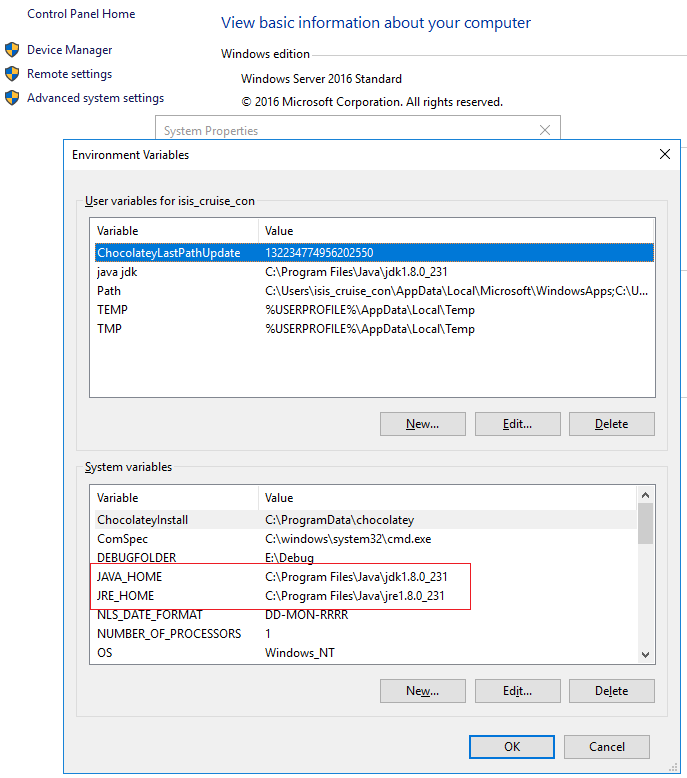 Control Panel Home
View basic information about your computer
Device Manager
Windows edition
Remote settings
Windows Server 2016 Standard
Advanced system settings
© 2016 Microsoft Corporation. All rights reserved.
System Properties
Environment Variables
User variables for isis_cruise_con
Variable Value
ChocolateyLastPathUpdate 132234774956202550
java jdk C:\Program Files\Java\jdk1.8.0_231
Path C:\Users\isis_cruise_con\AppData\Local\Microsoft\WindowsApps;C:\U...
TEMP %USERPROFILE%\AppData\Local\Temp
TMP %USERPROFILE%\AppData\Local\Temp
New... Edit... Delete
System variables
Variable Value
ChocolateyInstall C:\ProgramData\chocolatey
ComSpec C:\windows\system32\cmd.exe
DEBUGFOLDER E:\Debug
JAVA_HOME C:\Program Files\Java\jdk1.8.0_231
JRE_HOME C:\Program Files\Java\jre1.8.0_231
NLS_DATE_FORMAT DD-MON-RRRR
NUMBER_OF_PROCESSORS 1
OS Windows_NT
New... Edit... Delete
OK Cancel